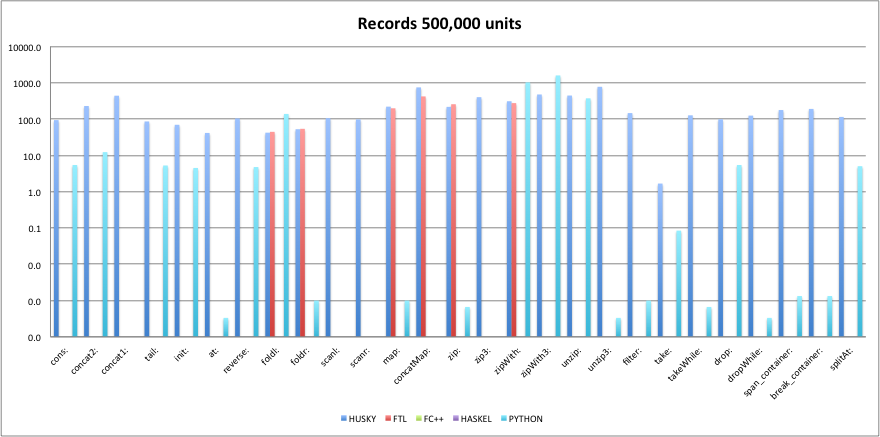 Records 500,000 units
10000.0
1000.0
100.0
10.0
1.0
0.1
0.0
0.0
0.0
cons:
concat2:
concat1:
tail:
init:
at:
reverse:
foldl:
foldr:
scanl:
scanr:
map:
concatMap:
zip:
zip3:
zipWith:
zipWith3:
unzip:
unzip3:
filter:
take:
takeWhile:
drop:
dropWhile:
span_container:
break_container:
splitAt:
HUSKY FTL FC++ HASKEL PYTHON